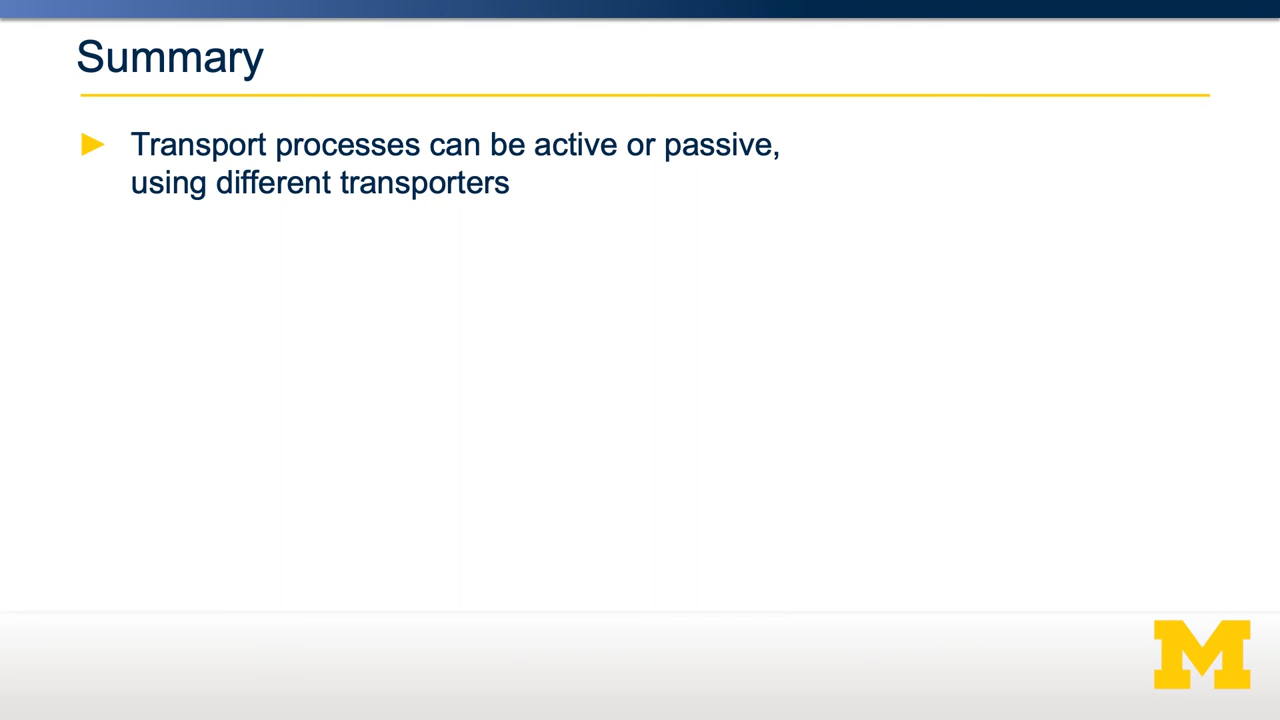 Summary
Transport processes can be active or passive,
using different transporters
M